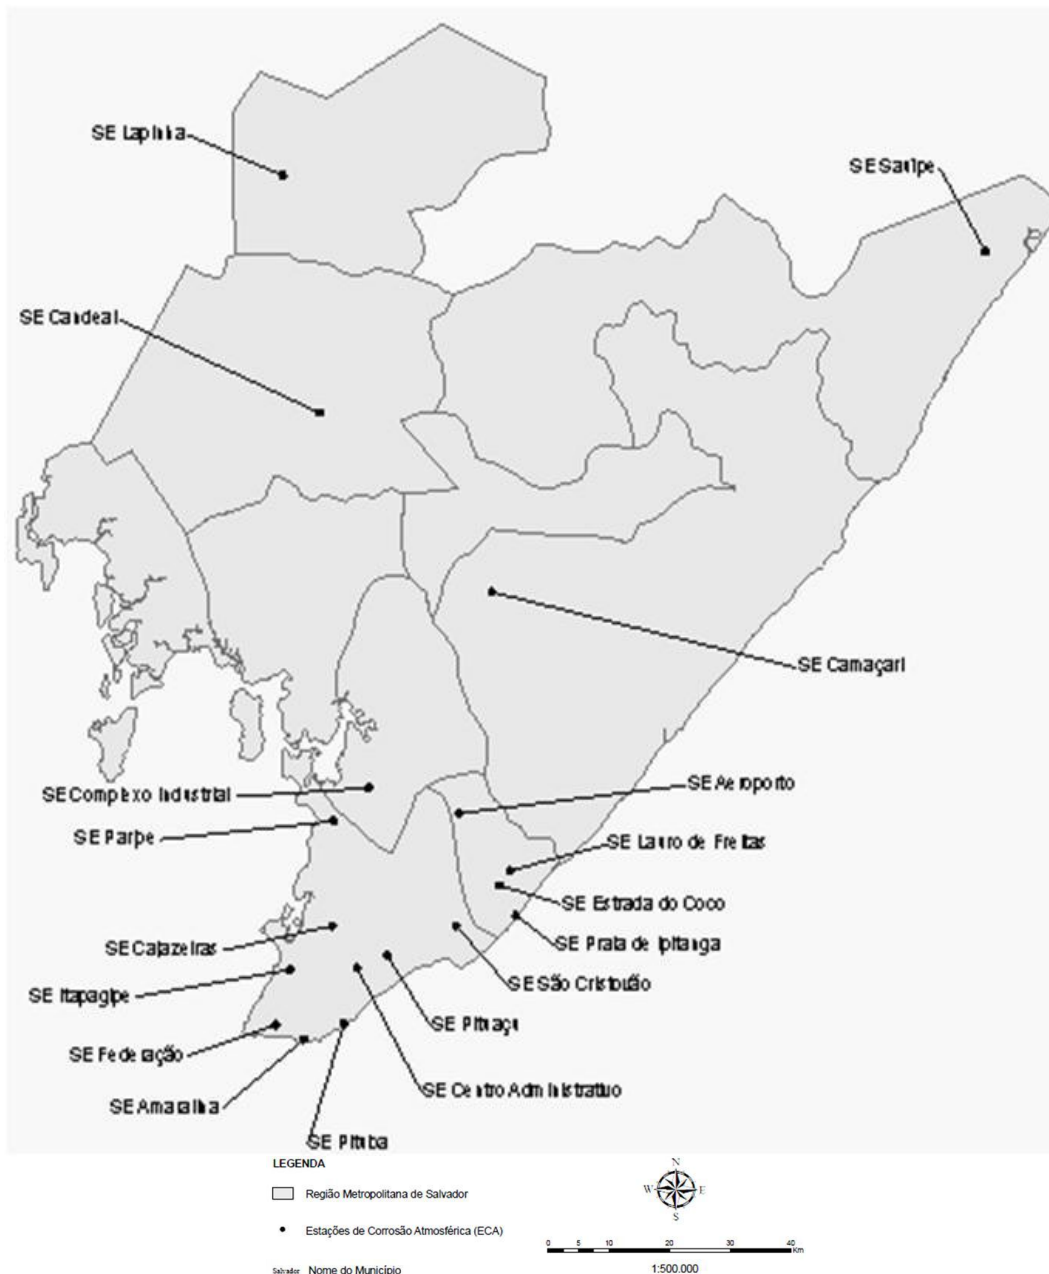 SE Lapinha
SE Sauípe
SE Candeal
SE Camaçari
SE Complexo Industrial
SE Aeroporto
SE Paripe
SE Lauro de Freitas
SE Estrada do Coco
SE Cajazeiras
SE Praia de Ipitanga
SE São Cristovão
SE Itapagipe
SE Pituaçu
SE Federação
SE Centro Administrativo
SE Amaralina
SE Pituba
LEGENDA
Região Metropolitana de Salvador
Estações de Corrosão Atmosférica (ECA)
Salvador Nome do Município
N
W E
S
0 5 10 20 30 40
Km
1:500.000